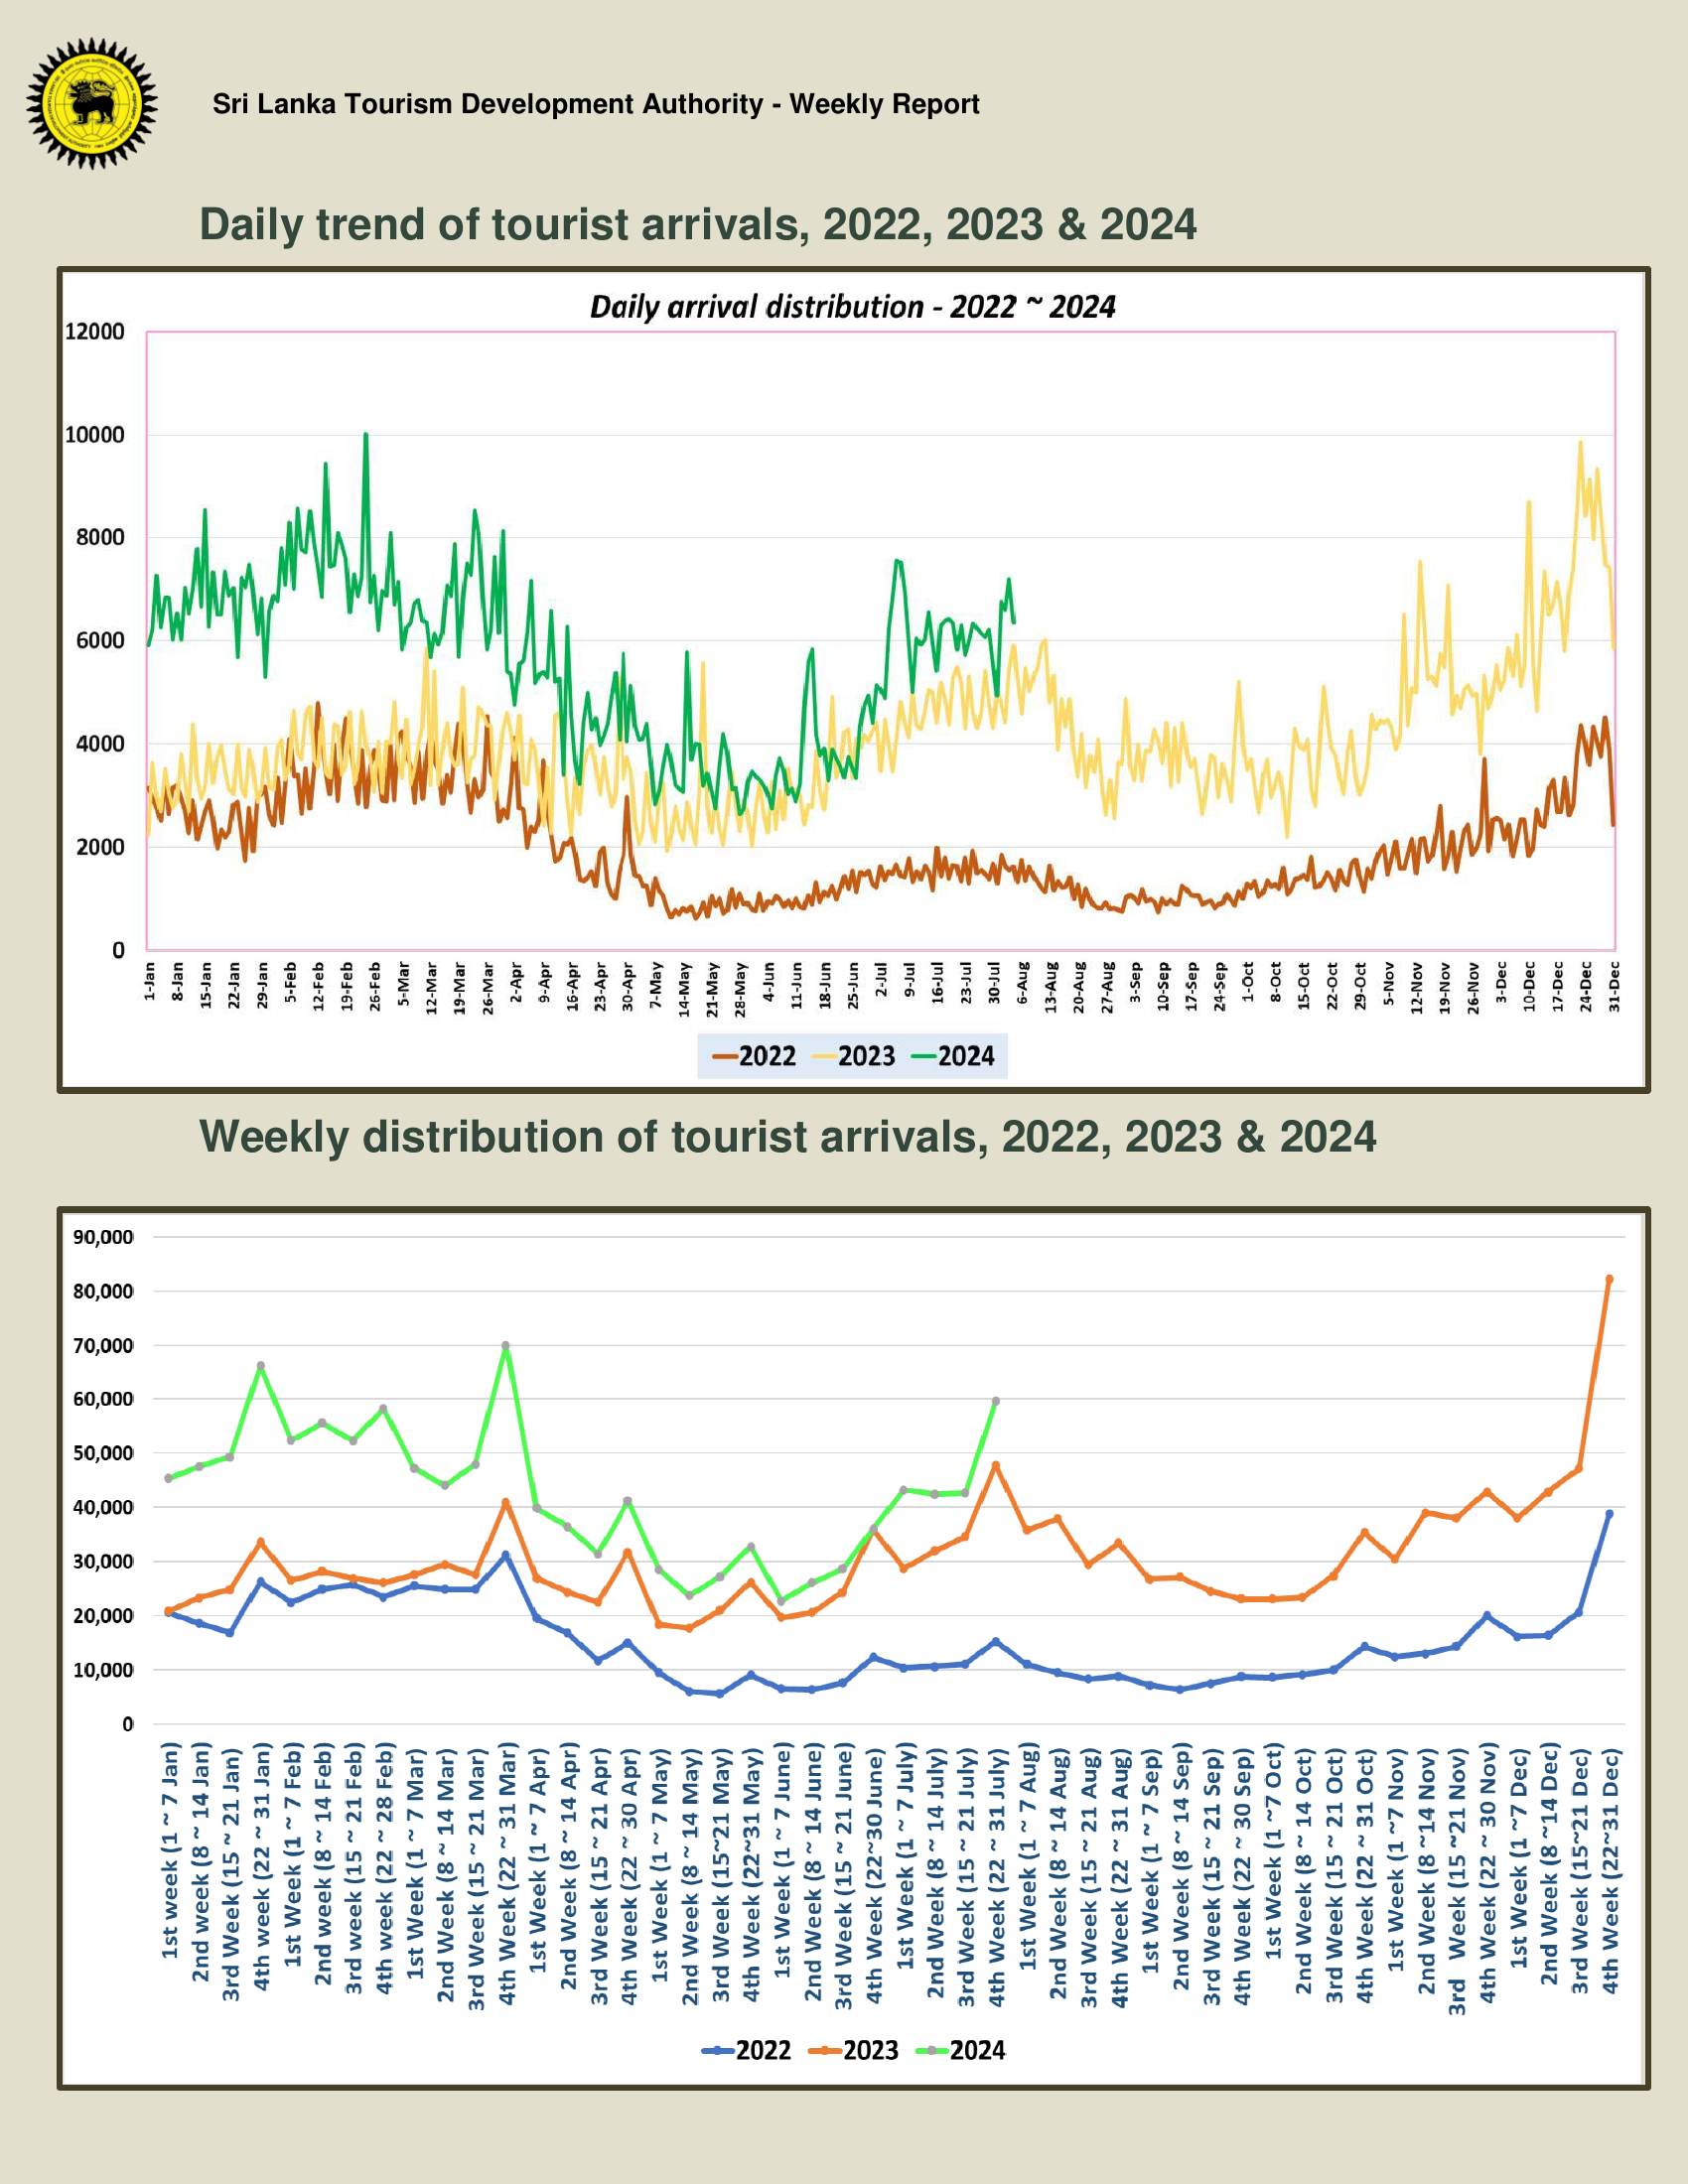 Sri Lanka Tourism Development Authority - Weekly Report
Daily trend of tourist arrivals, 2022, 2023 & 2024
Daily arrival distribution - 2022 ~ 2024
12000
10000
8000
6000
4000
2000
0
1-Jan
8-Jan
15-Jan
22-Jan
29-Jan
5-Feb
12-Feb
19-Feb
26-Feb
5-Mar
12-Mar
19-Mar
26-Mar
2-Apr
9-Apr
16-Apr
23-Apr
30-Apr
7-May
14-May
21-May
28-May
4-Jun
11-Jun
18-Jun
25-Jun
2-Jul
9-Jul
16-Jul
23-Jul
30-Jul
6-Aug
13-Aug
20-Aug
27-Aug
3-Sep
10-Sep
17-Sep
24-Sep
1-Oct
8-Oct
15-Oct
22-Oct
29-Oct
5-Nov
12-Nov
19-Nov
26-Nov
3-Dec
10-Dec
17-Dec
24-Dec
31-Dec
2022 2023 2024
Weekly distribution of tourist arrivals, 2022, 2023 & 2024
90,000
80,000
70,000
60,000
50,000
40,000
30,000
20,000
10,000
0
1st week (1 ~ 7 Jan)
2nd week (8 ~ 14 Jan)
3rd Week (15 ~ 21 Jan)
4th week (22 ~ 31 Jan)
1st Week (1 ~ 7 Feb)
2nd week (8 ~ 14 Feb)
3rd week (15 ~ 21 Feb)
4th week (22 ~ 28 Feb)
1st Week (1 ~ 7 Mar)
2nd Week (8 ~ 14 Mar)
3rd Week (15 ~ 21 Mar)
4th Week (22 ~ 31 Mar)
1st Week (1 ~ 7 Apr)
2nd Week (8 ~ 14 Apr)
3rd Week (15 ~ 21 Apr)
4th Week (22 ~ 30 Apr)
1st Week (1 ~ 7 May)
2nd Week (8 ~ 14 May)
3rd Week (15~21 May)
4th Week (22~31 May)
1st Week (1 ~ 7 June)
2nd Week (8 ~ 14 June)
3rd Week (15 ~ 21 June)
4th Week (22~30 June)
1st Week (1 ~ 7 July)
2nd Week (8 ~ 14 July)
3rd Week (15 ~ 21 July)
4th Week (22 ~ 31 July)
1st Week (1 ~ 7 Aug)
2nd Week (8 ~ 14 Aug)
3rd Week (15 ~ 21 Aug)
4th Week (22 ~ 31 Aug)
1st Week (1 ~ 7 Sep)
2nd Week (8 ~ 14 Sep)
3rd Week (15 ~ 21 Sep)
4th Week (22 ~ 30 Sep)
1st Week (1 ~7 Oct)
2nd Week (8 ~ 14 Oct)
3rd Week (15 ~ 21 Oct)
4th Week (22 ~ 31 Oct)
1st Week (1 ~7 Nov)
2nd Week (8 ~14 Nov)
3rd Week (15 ~21 Nov)
4th Week (22 ~ 30 Nov)
1st Week (1 ~7 Dec)
2nd Week (8 ~14 Dec)
3rd Week (15~21 Dec)
4th Week (22~31 Dec)
2022 2023 2024